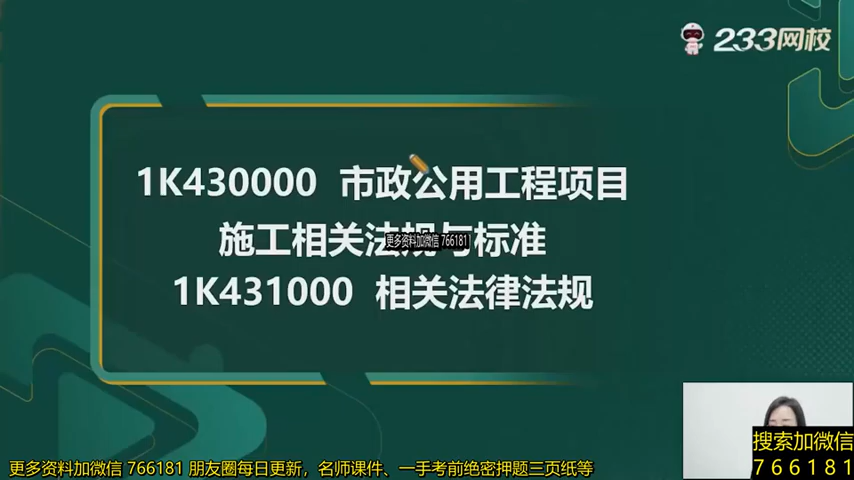 233网校
1K430000 市政公用工程项目
施工相关法规与标准
更多资料加微信 766181
1K431000 相关法律法规
搜索加微信
766181
更多资料加微信 766181 朋友圈每日更新，名师课件、一手考前绝密押题三页纸等